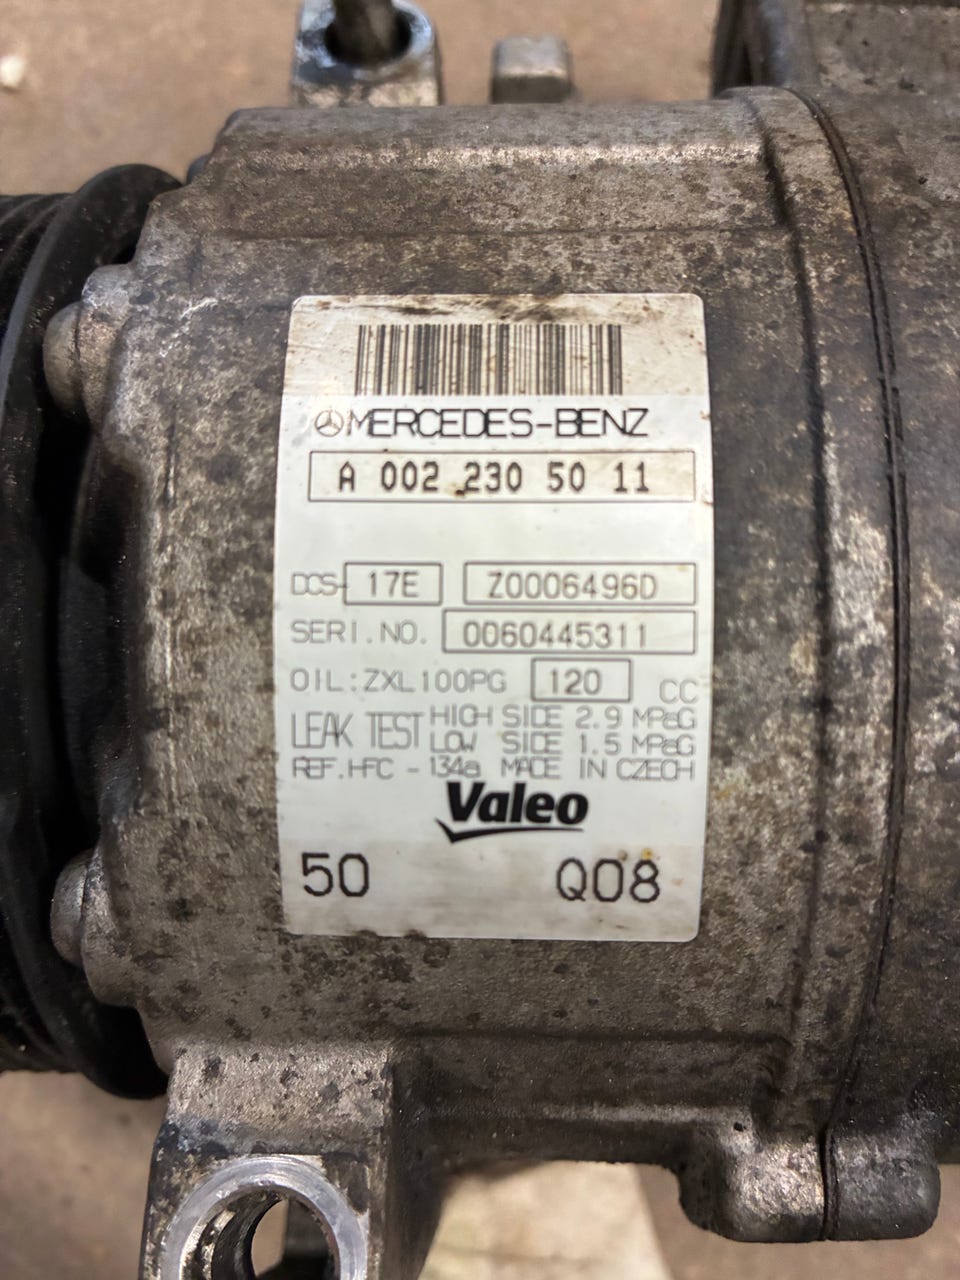 MERCEDES-BENZ
A 002 230 50 11
DCS- 17E Z0006496D
SERI.NO. 0060445311
OIL:ZXL100PG 120 CC
LEAK TEST HIGH SIDE 2.9 MPaG
LOW SIDE 1.5 MPaG
REF.HFC - 134a MADE IN CZECH
Valeo
50 Q08